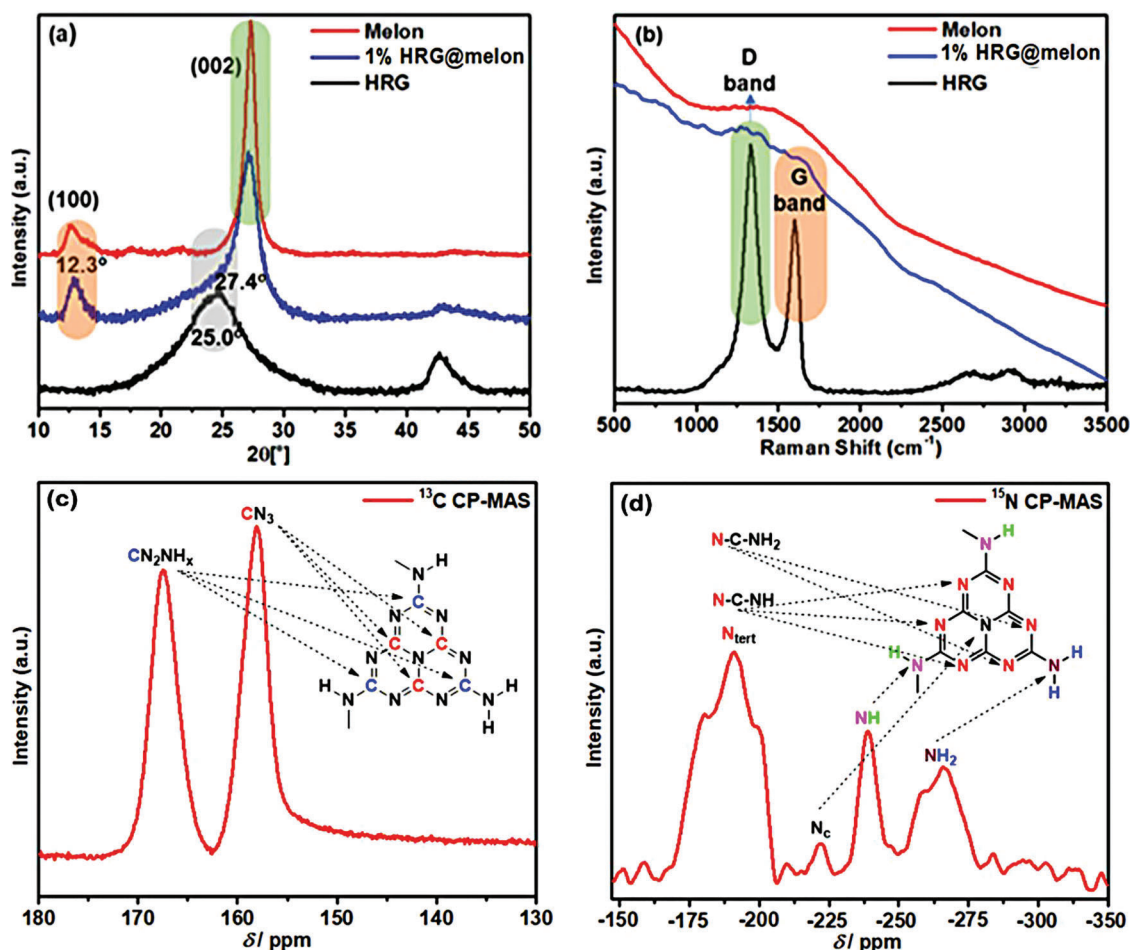 (a)
Melon
1% HRG@melon
HRG
(002)
(100)
12.3°
27.4°
25.0°
Intensity (a.u.)
10 15 20 25 30 35 40 45 50
2θ[°]
(b)
Melon
1% HRG@melon
HRG
D
band
G
band
Intensity (a.u.)
500 1000 1500 2000 2500 3000 3500
Raman Shift (cm⁻¹)
(c)
¹³C CP-MAS
CN₃
CN₂NHₓ
N H
C
N N N N
C C
N N N
H C C C H
N N N N
H
Intensity (a.u.)
180 170 160 150 140 130
δ/ ppm
(d)
¹⁵N CP-MAS
N-C-NH₂
N-C-NH
Nₜₑᵣₜ
NH
NH₂
N꜀
N H
N N
N N N
H H
N N N N
H
Intensity (a.u.)
-150 -175 -200 -225 -250 -275 -300 -325 -350
δ/ ppm